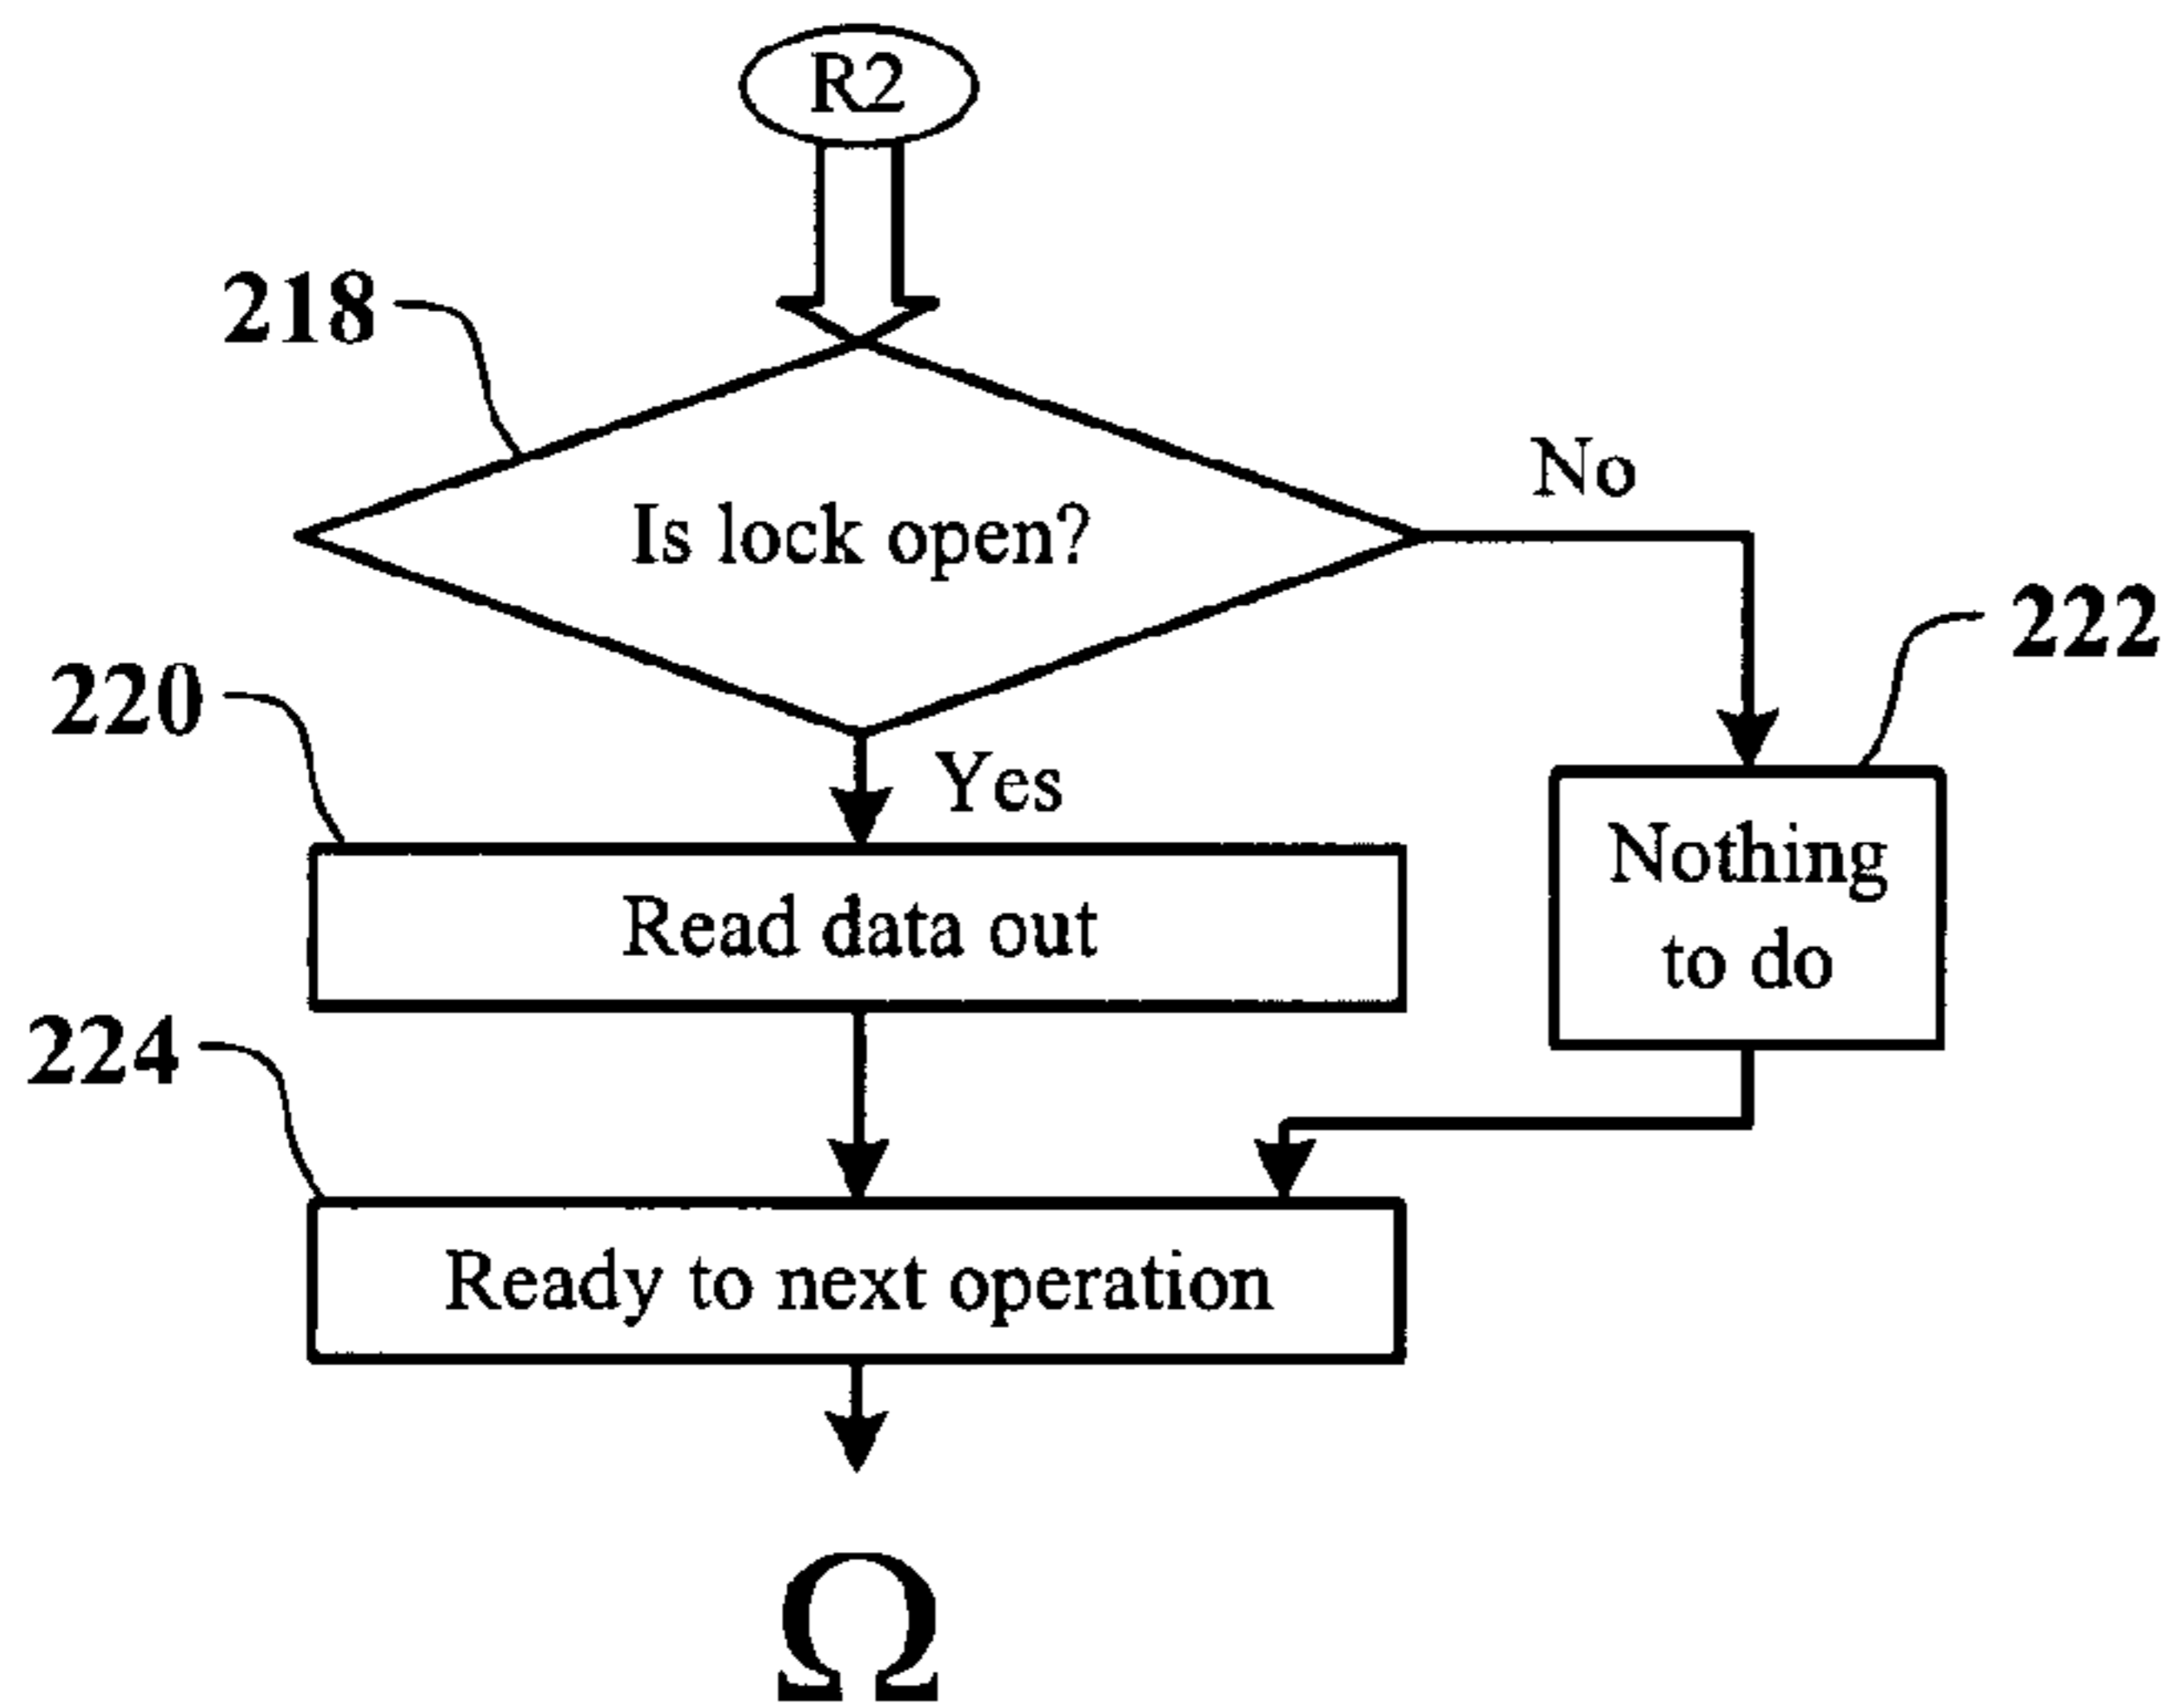 R2
218
Is lock open?
No
222
220
Yes
Read data out
Nothing
to do
224
Ready to next operation
Ω